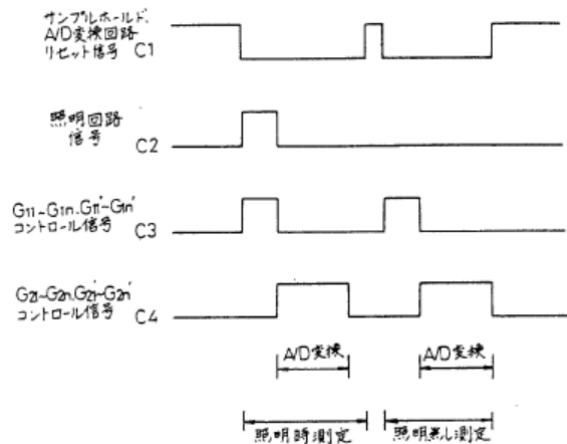 サンプルホールド、
A/D変換回路
リセット信号 C1
照明回路
信号 C2
G11~G1n、G11'~G1n'
コントロール信号 C3
G21~G2n、G21'~G2n'
コントロール信号 C4
A/D変換 A/D変換
照明時測定 照明無し測定